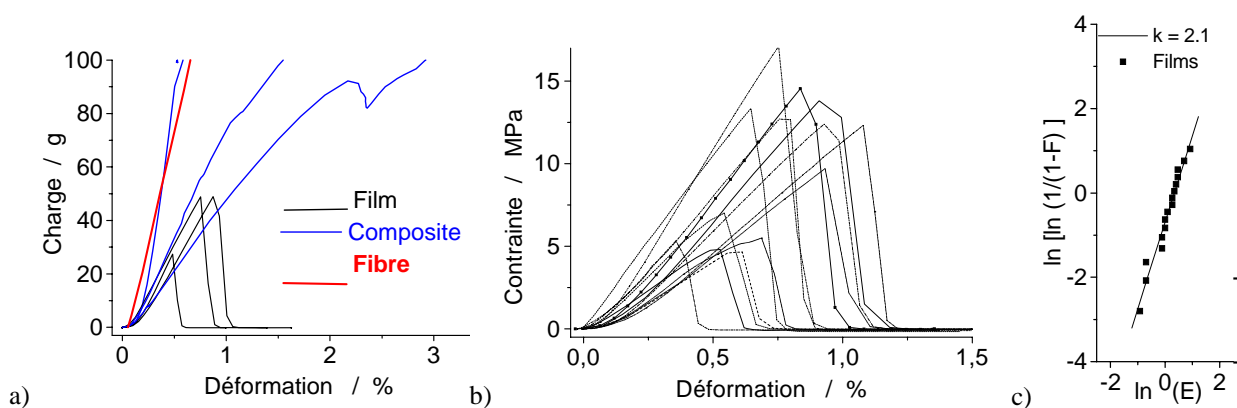 a)
Charge / g
100
80
60
40
20
0
0 1 2 3
Déformation / %
Film
Composite
Fibre
b)
Contrainte / MPa
15
10
5
0
0,0 0,5 1,0 1,5
Déformation / %
c)
ln [ln (1/(1-F) ]
4
2
0
-2
-4
-2 0 2
ln (E)
k = 2.1
Films